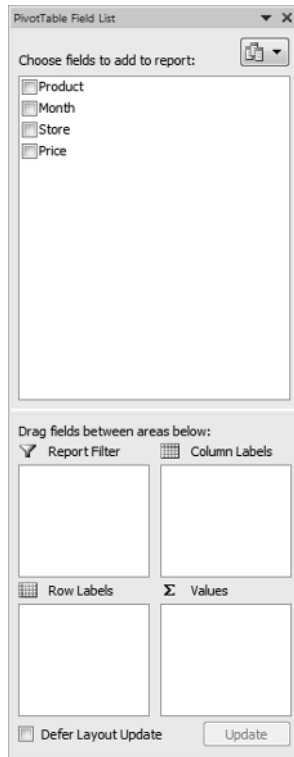 PivotTable Field List
Choose fields to add to report:
Product
Month
Store
Price
Drag fields between areas below:
Report Filter
Column Labels
Row Labels
Σ Values
Defer Layout Update
Update